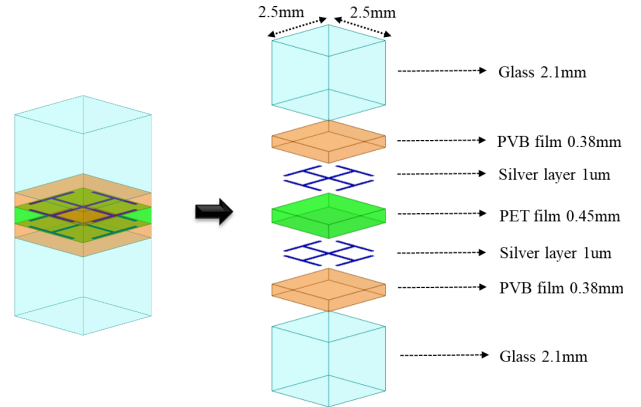 2.5mm 2.5mm
Glass 2.1mm
PVB film 0.38mm
Silver layer 1um
PET film 0.45mm
Silver layer 1um
PVB film 0.38mm
Glass 2.1mm